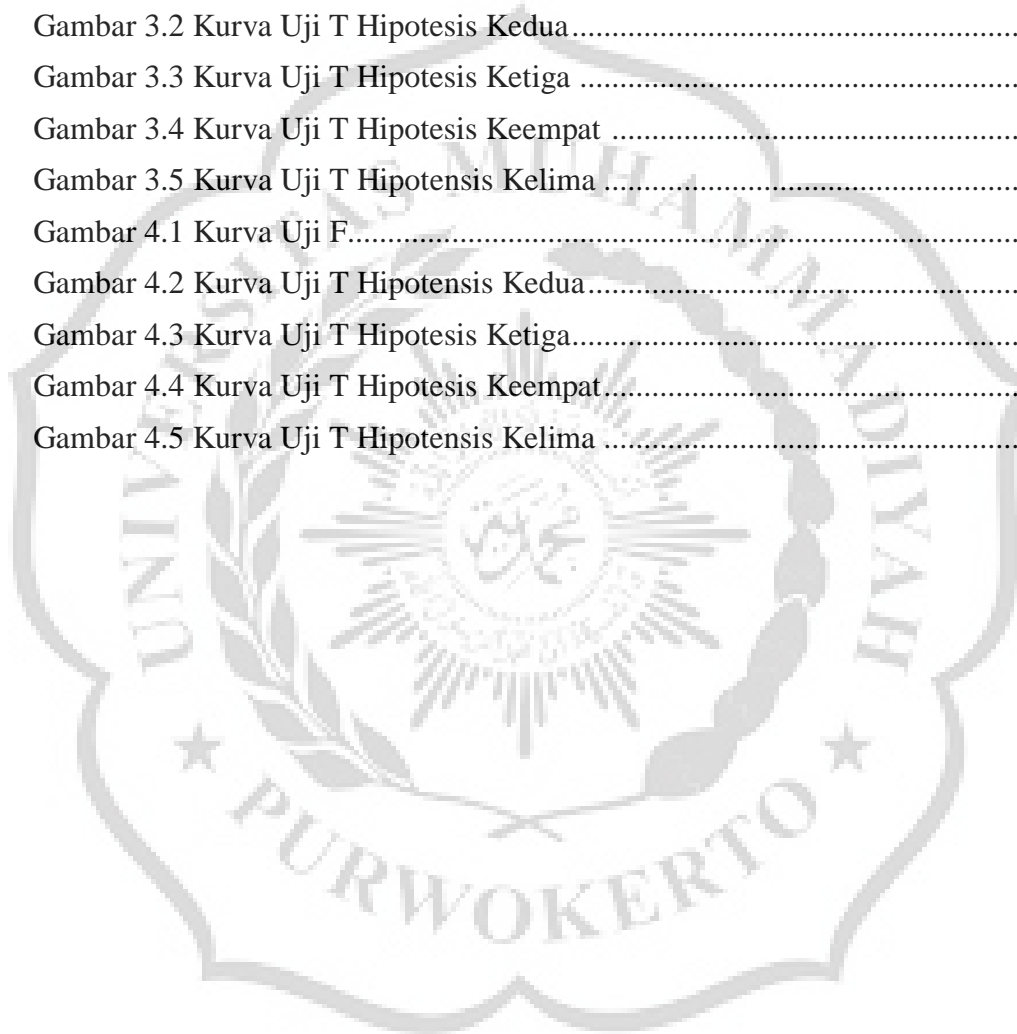 Gambar 3.2 Kurva Uji T Hipotesis Kedua....................................................
Gambar 3.3 Kurva Uji T Hipotesis Ketiga ...................................................
Gambar 3.4 Kurva Uji T Hipotesis Keempat ...............................................
Gambar 3.5 Kurva Uji T Hipotensis Kelima ................................................
Gambar 4.1 Kurva Uji F...............................................................................
Gambar 4.2 Kurva Uji T Hipotensis Kedua..................................................
Gambar 4.3 Kurva Uji T Hipotesis Ketiga....................................................
Gambar 4.4 Kurva Uji T Hipotesis Keempat................................................
Gambar 4.5 Kurva Uji T Hipotensis Kelima ................................................
UNIVERSITAS MUHAMMADIYAH
PURWOKERTO